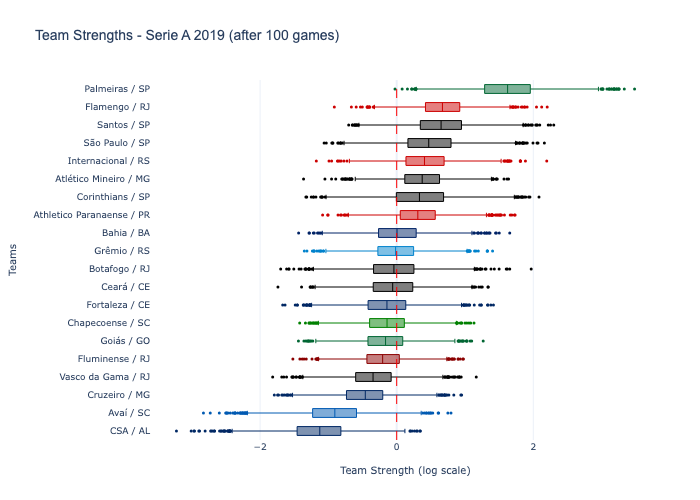 Team Strengths - Serie A 2019 (after 100 games)
Palmeiras / SP
Flamengo / RJ
Santos / SP
São Paulo / SP
Internacional / RS
Atlético Mineiro / MG
Corinthians / SP
Athletico Paranaense / PR
Bahia / BA
Grêmio / RS
Botafogo / RJ
Ceará / CE
Fortaleza / CE
Chapecoense / SC
Goiás / GO
Fluminense / RJ
Vasco da Gama / RJ
Cruzeiro / MG
Avaí / SC
CSA / AL
Teams
−2 0 2
Team Strength (log scale)